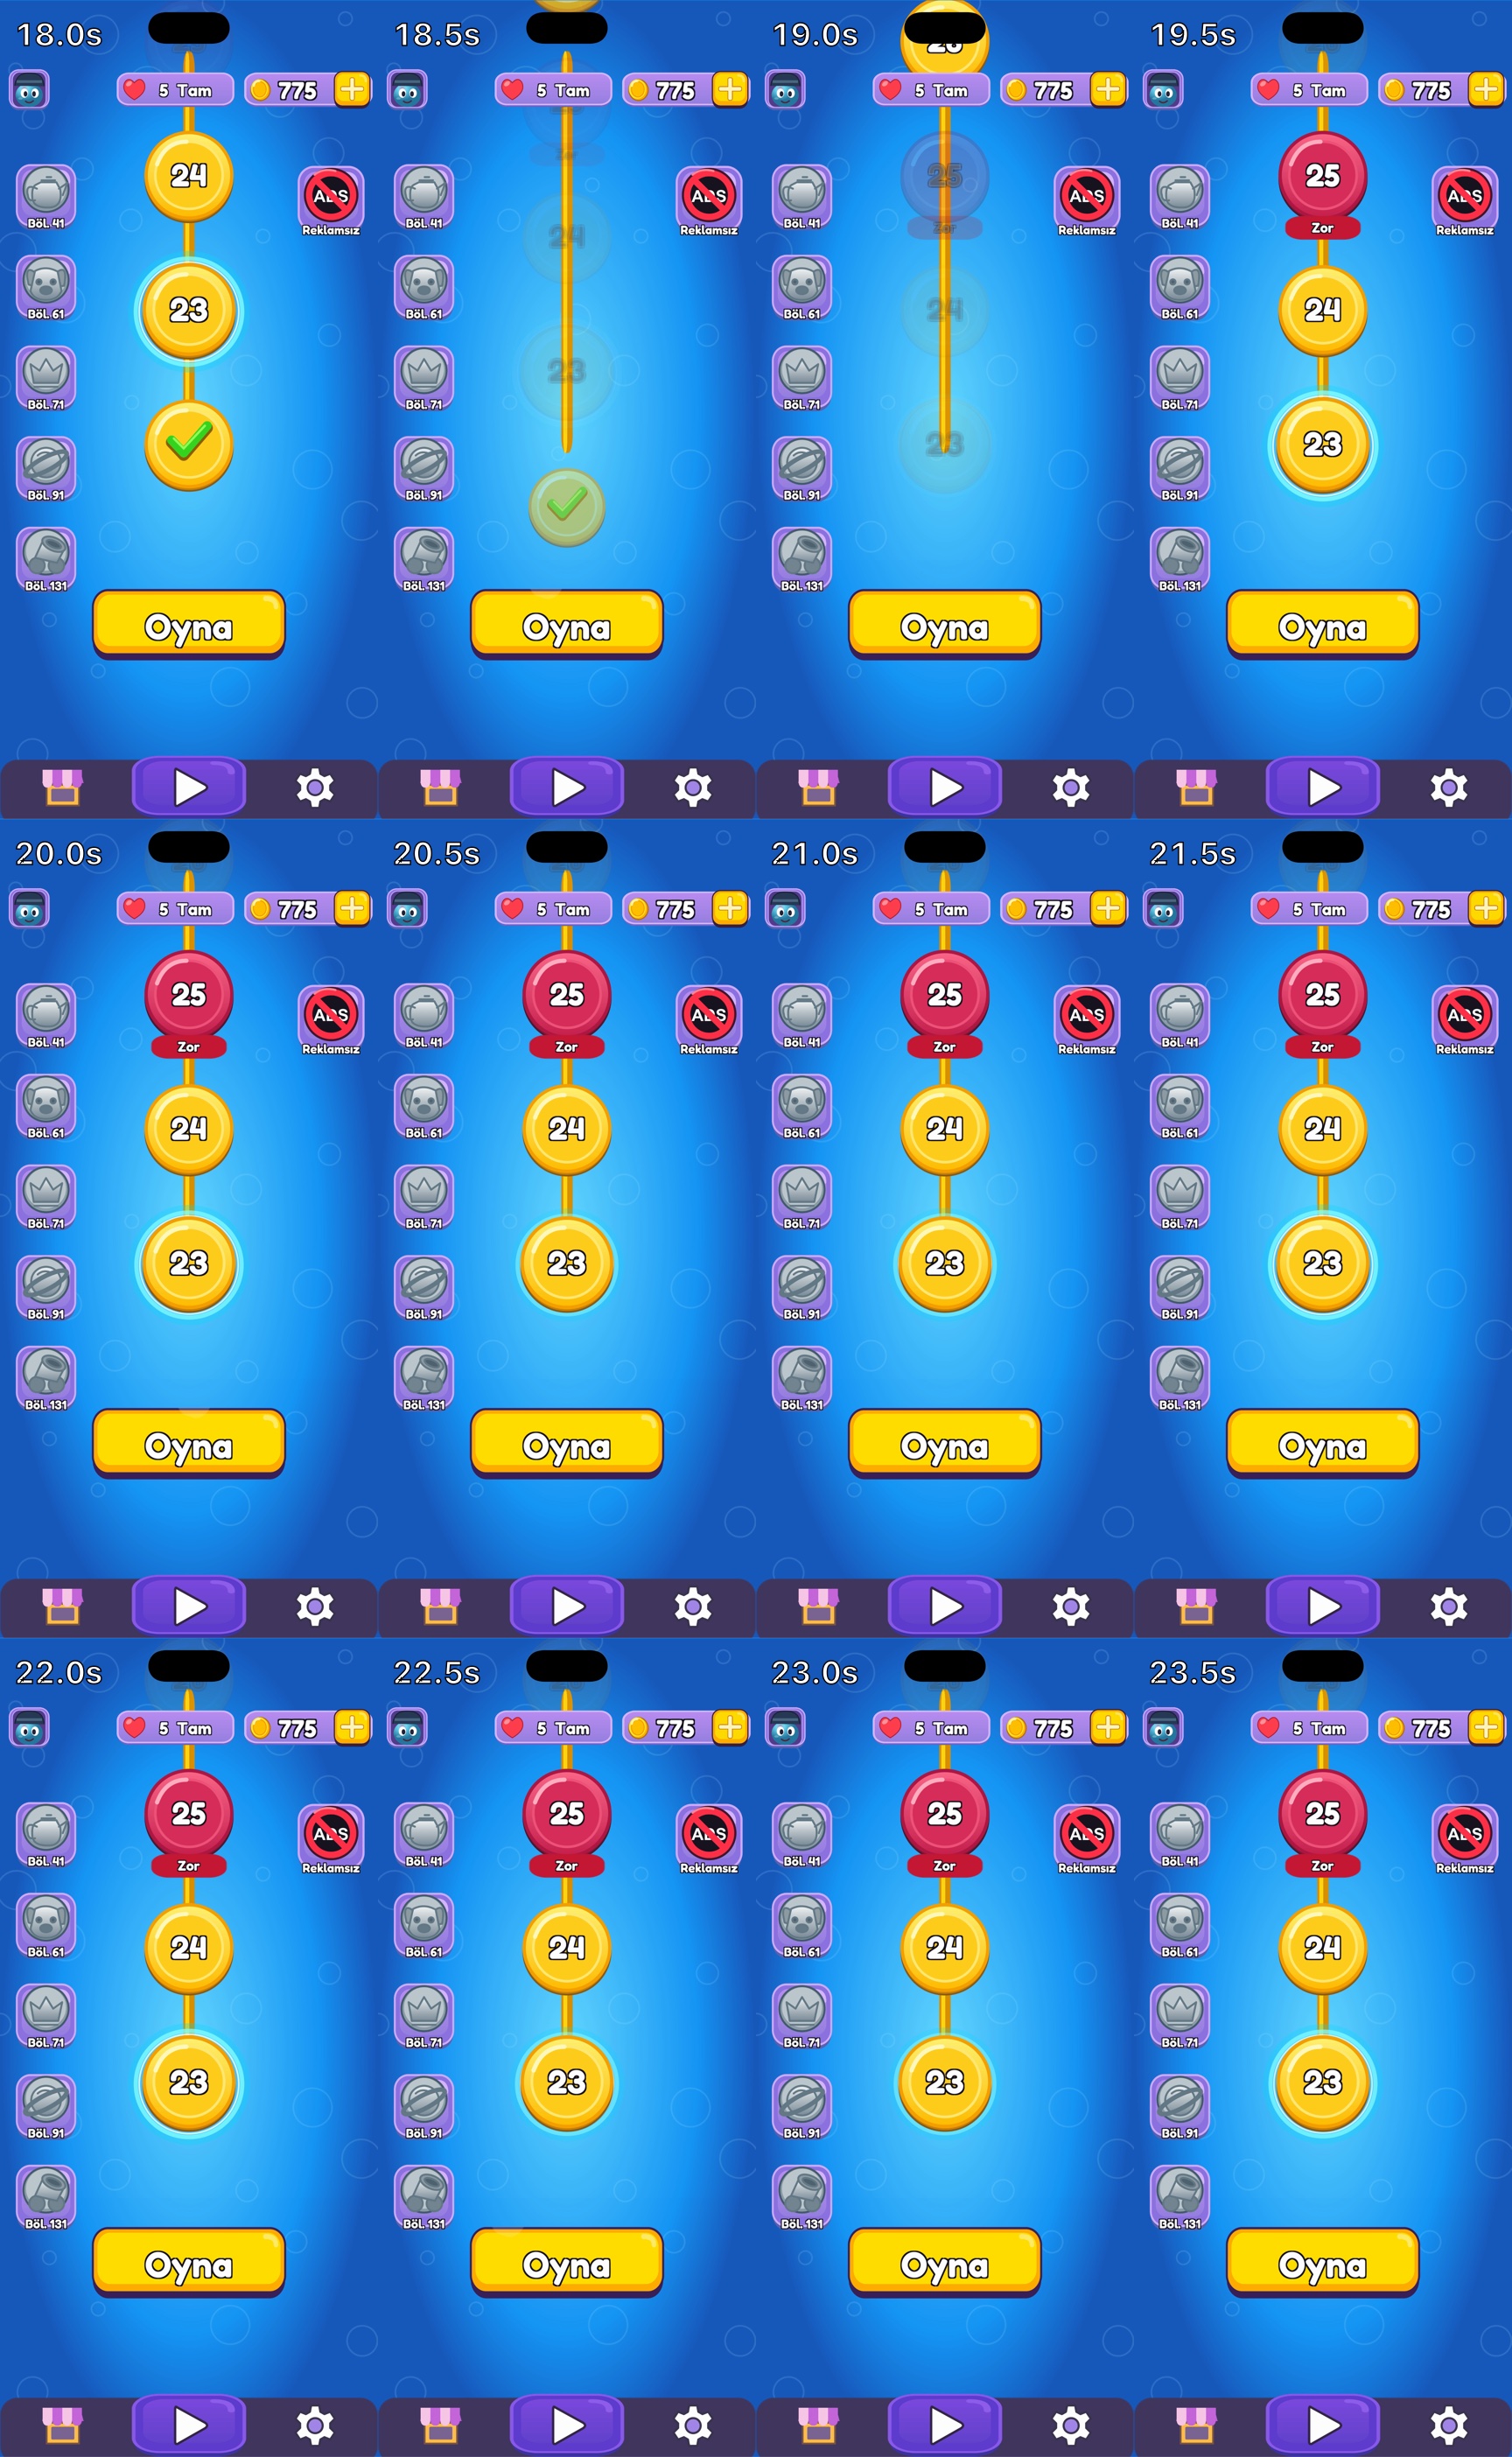 18.0s
5 Tam
775
24
ADS
Reklamsız
Böl. 41
23
Böl. 61
Böl. 71
Böl. 91
Böl. 131
Oyna
18.5s
5 Tam
775
ADS
Reklamsız
Böl. 41
24
Böl. 61
23
Böl. 71
Böl. 91
Böl. 131
Oyna
19.0s
5 Tam
775
25
ADS
Reklamsız
Böl. 41
Zor
24
Böl. 61
Böl. 71
23
Böl. 91
Böl. 131
Oyna
19.5s
5 Tam
775
25
ADS
Reklamsız
Böl. 41
Zor
24
Böl. 61
Böl. 71
23
Böl. 91
Böl. 131
Oyna
20.0s
5 Tam
775
25
ADS
Reklamsız
Böl. 41
Zor
24
Böl. 61
Böl. 71
23
Böl. 91
Böl. 131
Oyna
20.5s
5 Tam
775
25
ADS
Reklamsız
Böl. 41
Zor
24
Böl. 61
Böl. 71
23
Böl. 91
Böl. 131
Oyna
21.0s
5 Tam
775
25
ADS
Reklamsız
Böl. 41
Zor
24
Böl. 61
Böl. 71
23
Böl. 91
Böl. 131
Oyna
21.5s
5 Tam
775
25
ADS
Reklamsız
Böl. 41
Zor
24
Böl. 61
Böl. 71
23
Böl. 91
Böl. 131
Oyna
22.0s
5 Tam
775
25
ADS
Reklamsız
Böl. 41
Zor
24
Böl. 61
Böl. 71
23
Böl. 91
Böl. 131
Oyna
22.5s
5 Tam
775
25
ADS
Reklamsız
Böl. 41
Zor
24
Böl. 61
Böl. 71
23
Böl. 91
Böl. 131
Oyna
23.0s
5 Tam
775
25
ADS
Reklamsız
Böl. 41
Zor
24
Böl. 61
Böl. 71
23
Böl. 91
Böl. 131
Oyna
23.5s
5 Tam
775
25
ADS
Reklamsız
Böl. 41
Zor
24
Böl. 61
Böl. 71
23
Böl. 91
Böl. 131
Oyna